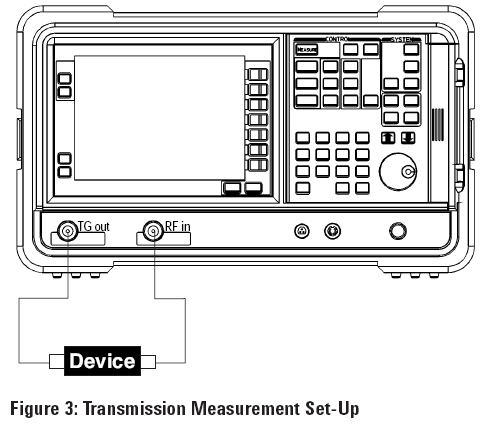 CONTROL SYSTEM
MEASURE
TG out RF in
Device
Figure 3: Transmission Measurement Set-Up